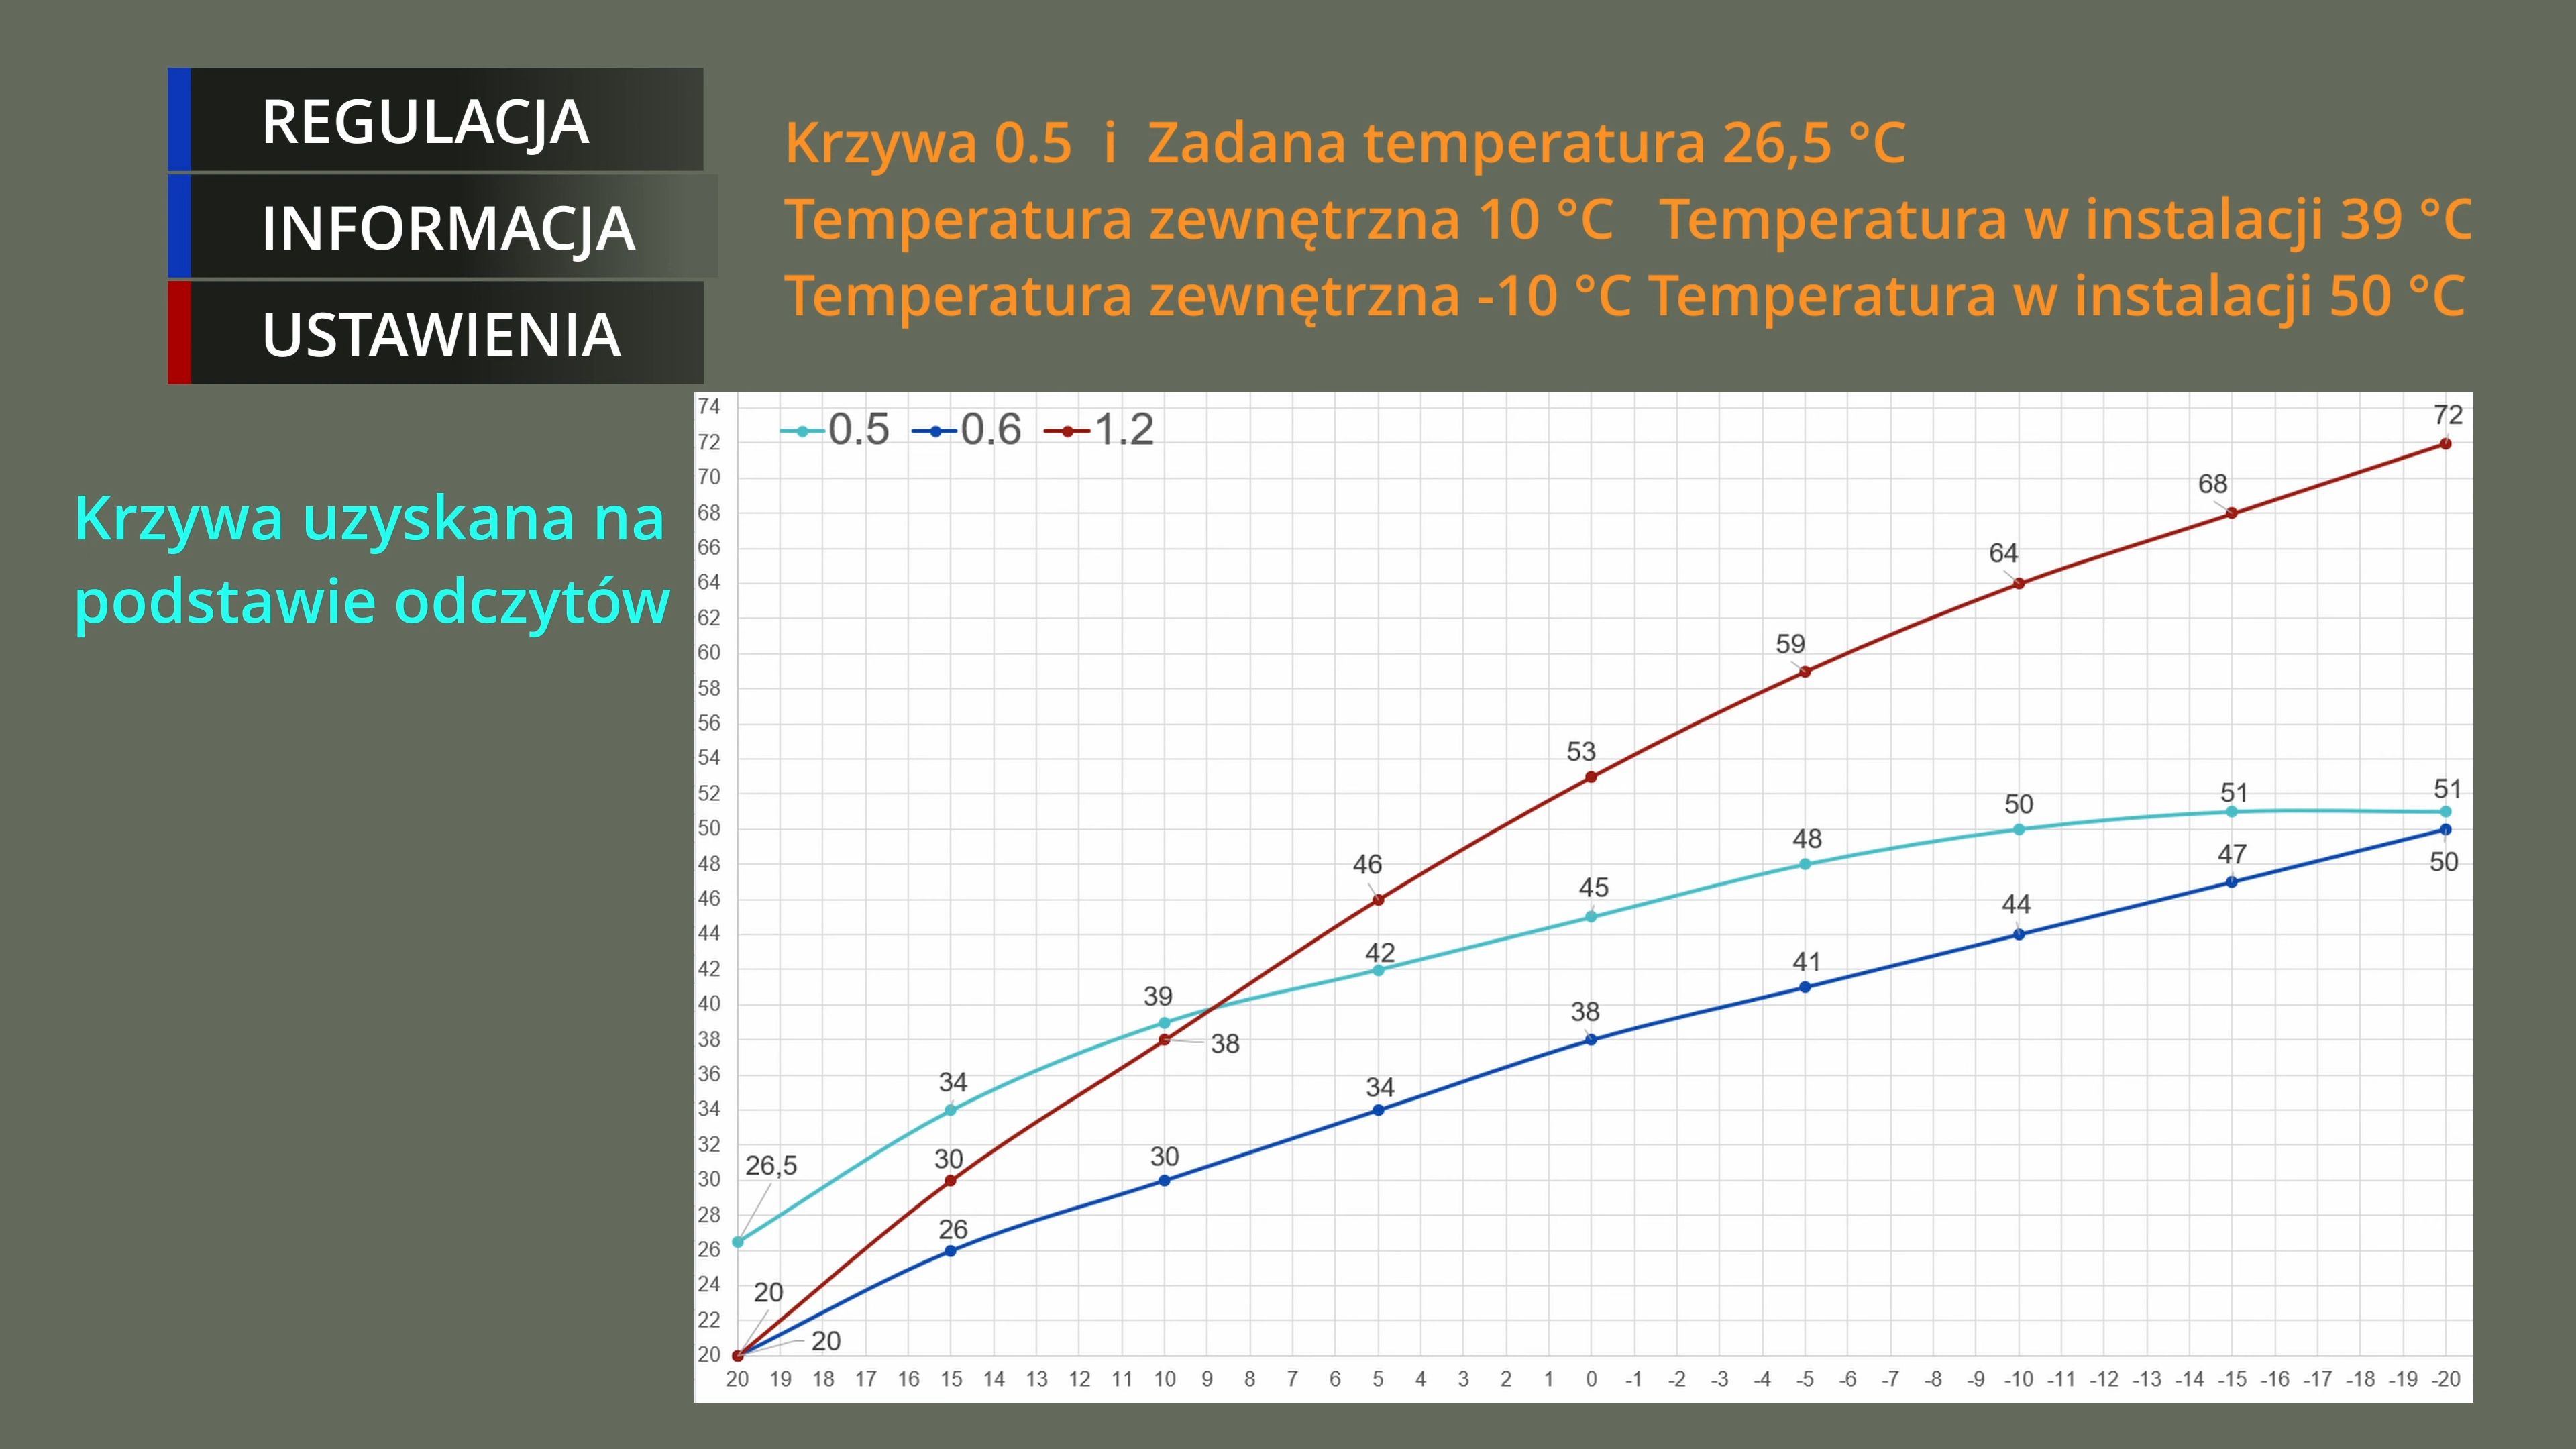 REGULACJA
INFORMACJA
USTAWIENIA
Krzywa 0.5 i Zadana temperatura 26,5 °C
Temperatura zewnętrzna 10 °C Temperatura w instalacji 39 °C
Temperatura zewnętrzna -10 °C Temperatura w instalacji 50 °C
Krzywa uzyskana na
podstawie odczytów
0.5 0.6 1.2
74
72
70
68
66
64
62
60
58
56
54
52
50
48
46
44
42
40
38
36
34
32
30
28
26
24
22
20
26,5 34 39 42 45 48 50 51 51
20 30 38 46 53 59 64 68 72
20 26 30 34 38 41 44 47 50
20 19 18 17 16 15 14 13 12 11 10 9 8 7 6 5 4 3 2 1 0 -1 -2 -3 -4 -5 -6 -7 -8 -9 -10 -11 -12 -13 -14 -15 -16 -17 -18 -19 -20